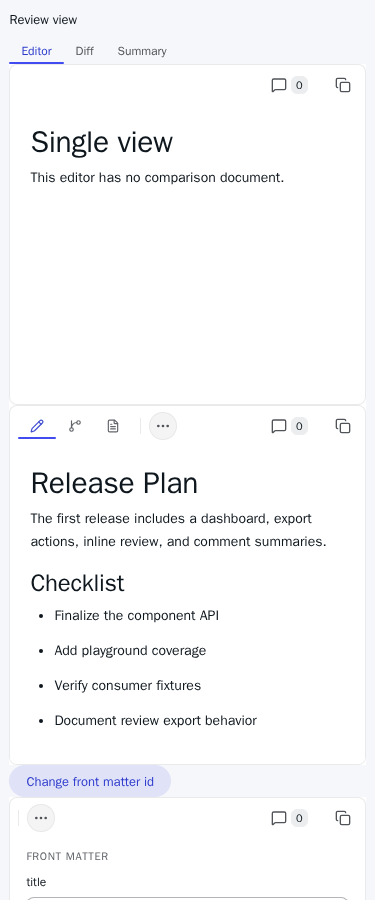 Review view
Editor Diff Summary
0
Single view
This editor has no comparison document.
0
Release Plan
The first release includes a dashboard, export
actions, inline review, and comment summaries.
Checklist
• Finalize the component API
• Add playground coverage
• Verify consumer fixtures
• Document review export behavior
Change front matter id
0
FRONT MATTER
title